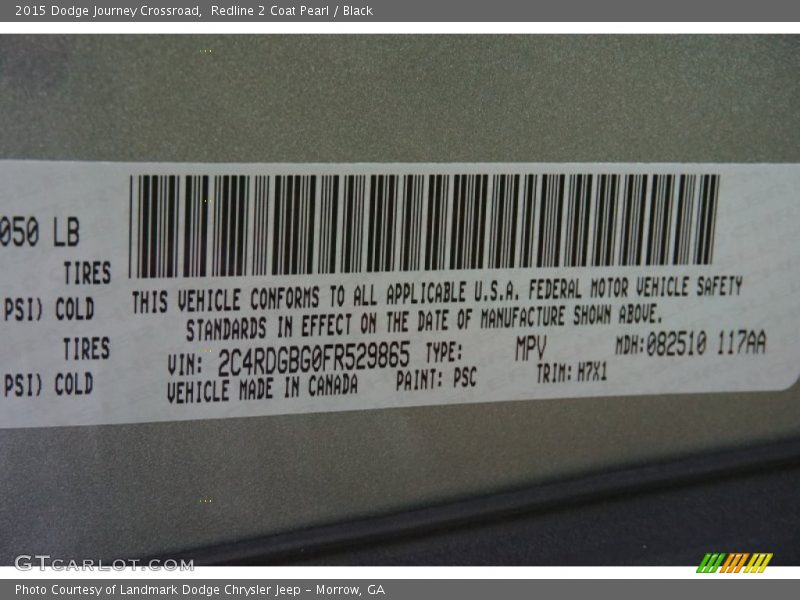 2015 Dodge Journey Crossroad,  Redline 2 Coat Pearl / Black
050 LB
TIRES
PSI) COLD
TIRES
PSI) COLD
THIS VEHICLE CONFORMS TO ALL APPLICABLE U.S.A. FEDERAL MOTOR VEHICLE SAFETY
STANDARDS IN EFFECT ON THE DATE OF MANUFACTURE SHOWN ABOVE.
VIN: 2C4RDGBG0FR529865 TYPE: MPV MDH:082510 117AA
VEHICLE MADE IN CANADA PAINT: PSC TRIM: H7X1
GTCARLOT.COM
Photo Courtesy of Landmark Dodge Chrysler Jeep – Morrow, GA